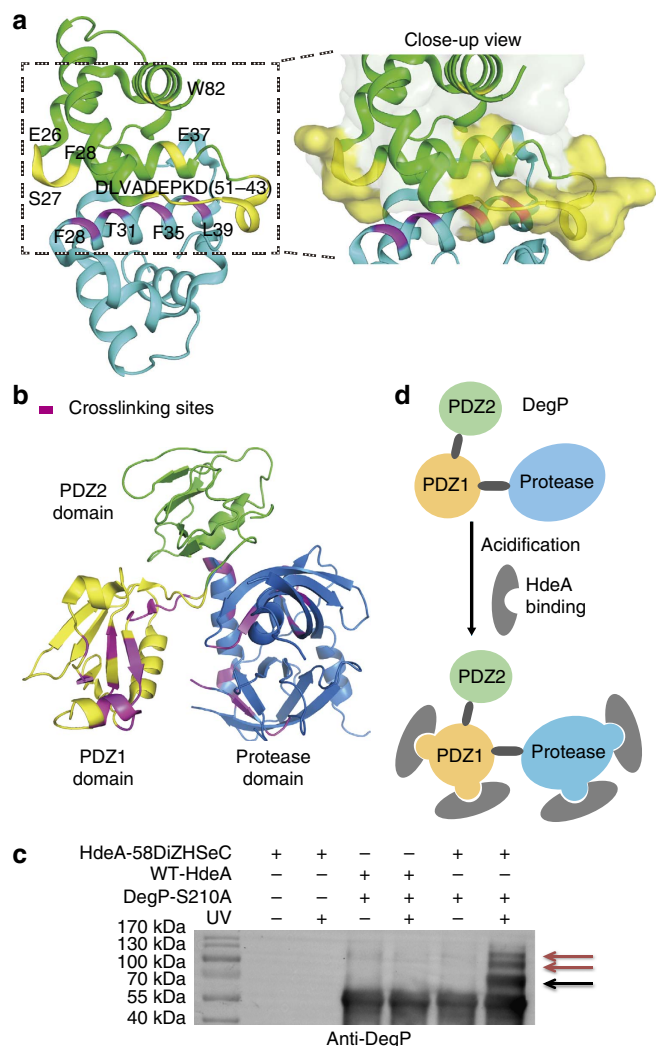 a
Close-up view
W82
E26
F28
E37
S27
DLVADEPKD(51–43)
F28
T31
F35
L39
b
Crosslinking sites
PDZ2
domain
PDZ1
domain
Protease
domain
d
PDZ2
DegP
PDZ1
Protease
Acidification
HdeA
binding
PDZ2
PDZ1
Protease
c
HdeA-58DiZHSeC + + – – + +
WT-HdeA – – + + – –
DegP-S210A – – + + + +
UV – + – + – +
170 kDa
130 kDa
100 kDa
70 kDa
55 kDa
40 kDa
Anti-DegP